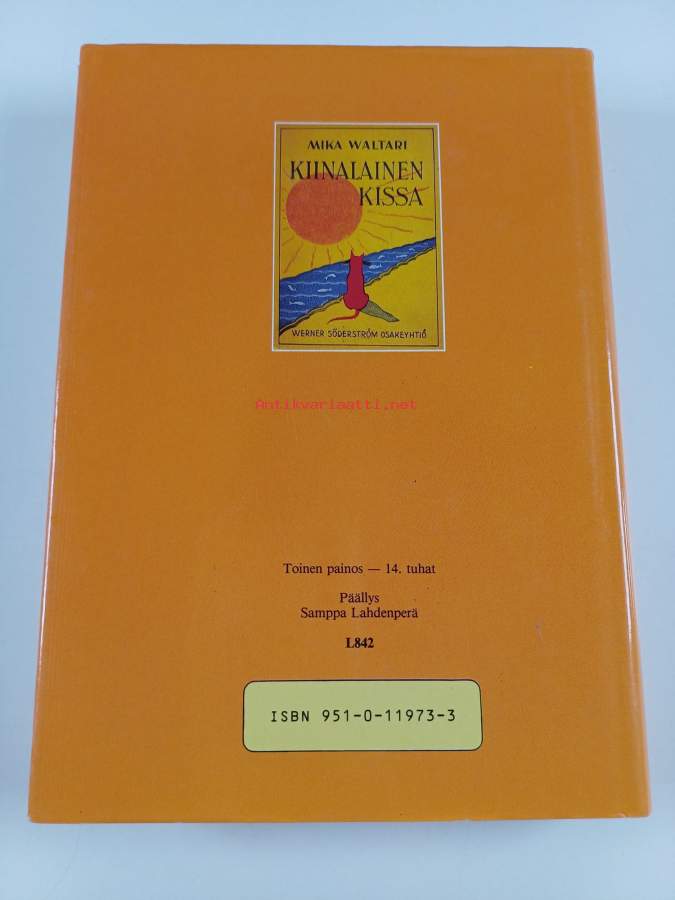 MIKA WALTARI
KIINALAINEN
KISSA
WERNER SÖDERSTRÖM OSAKEYHTIÖ
Antikvariaatti.net
Toinen painos — 14. tuhat
Päällys
Samppa Lahdenperä
L842
ISBN 951-0-11973-3